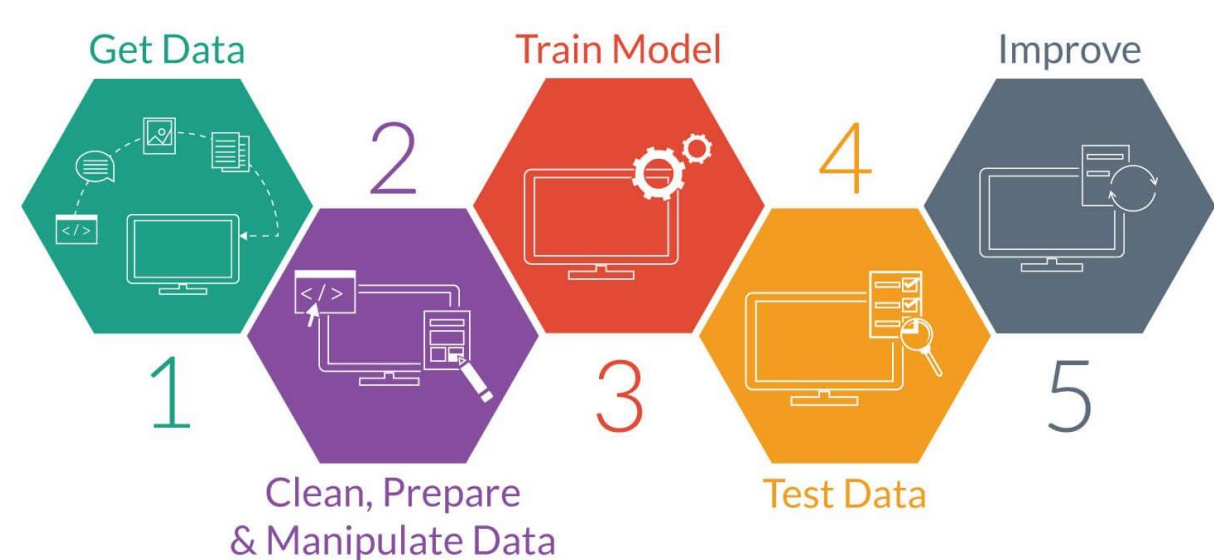 Get Data
1
</>
2
</>
Clean, Prepare
& Manipulate Data
Train Model
3
4
Test Data
Improve
5